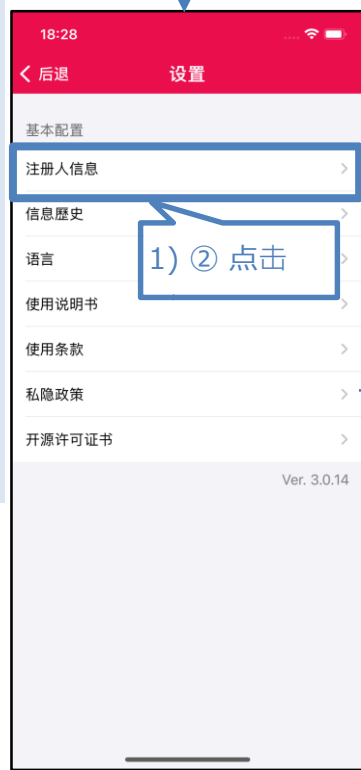 18:28
后退
设置
基本配置
注册人信息
信息歷史
语言
1) ② 点击
使用说明书
使用条款
私隐政策
开源许可证书
Ver. 3.0.14